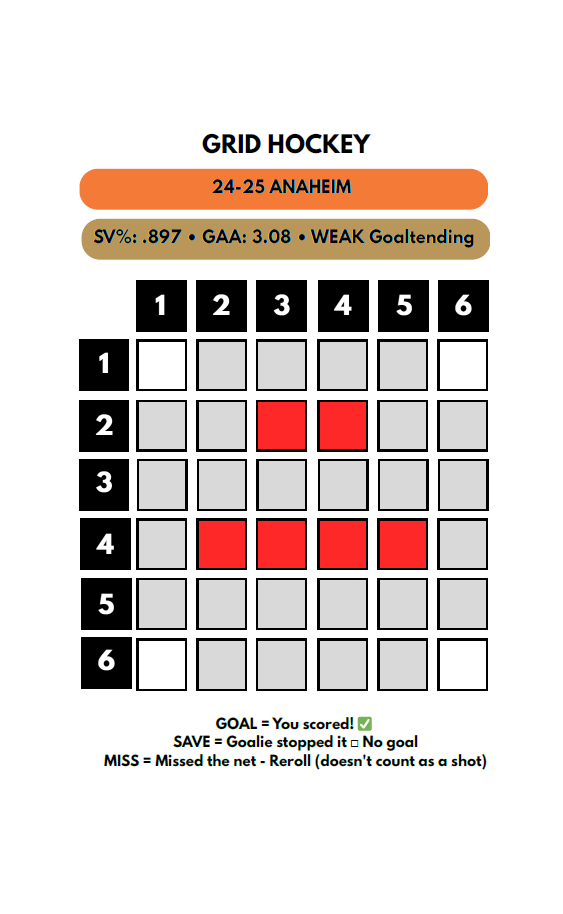 GRID HOCKEY
24-25 ANAHEIM
SV%: .897 • GAA: 3.08 • WEAK Goaltending
1 2 3 4 5 6
1
2
3
4
5
6
GOAL = You scored! ✅
SAVE = Goalie stopped it □ No goal
MISS = Missed the net - Reroll (doesn't count as a shot)